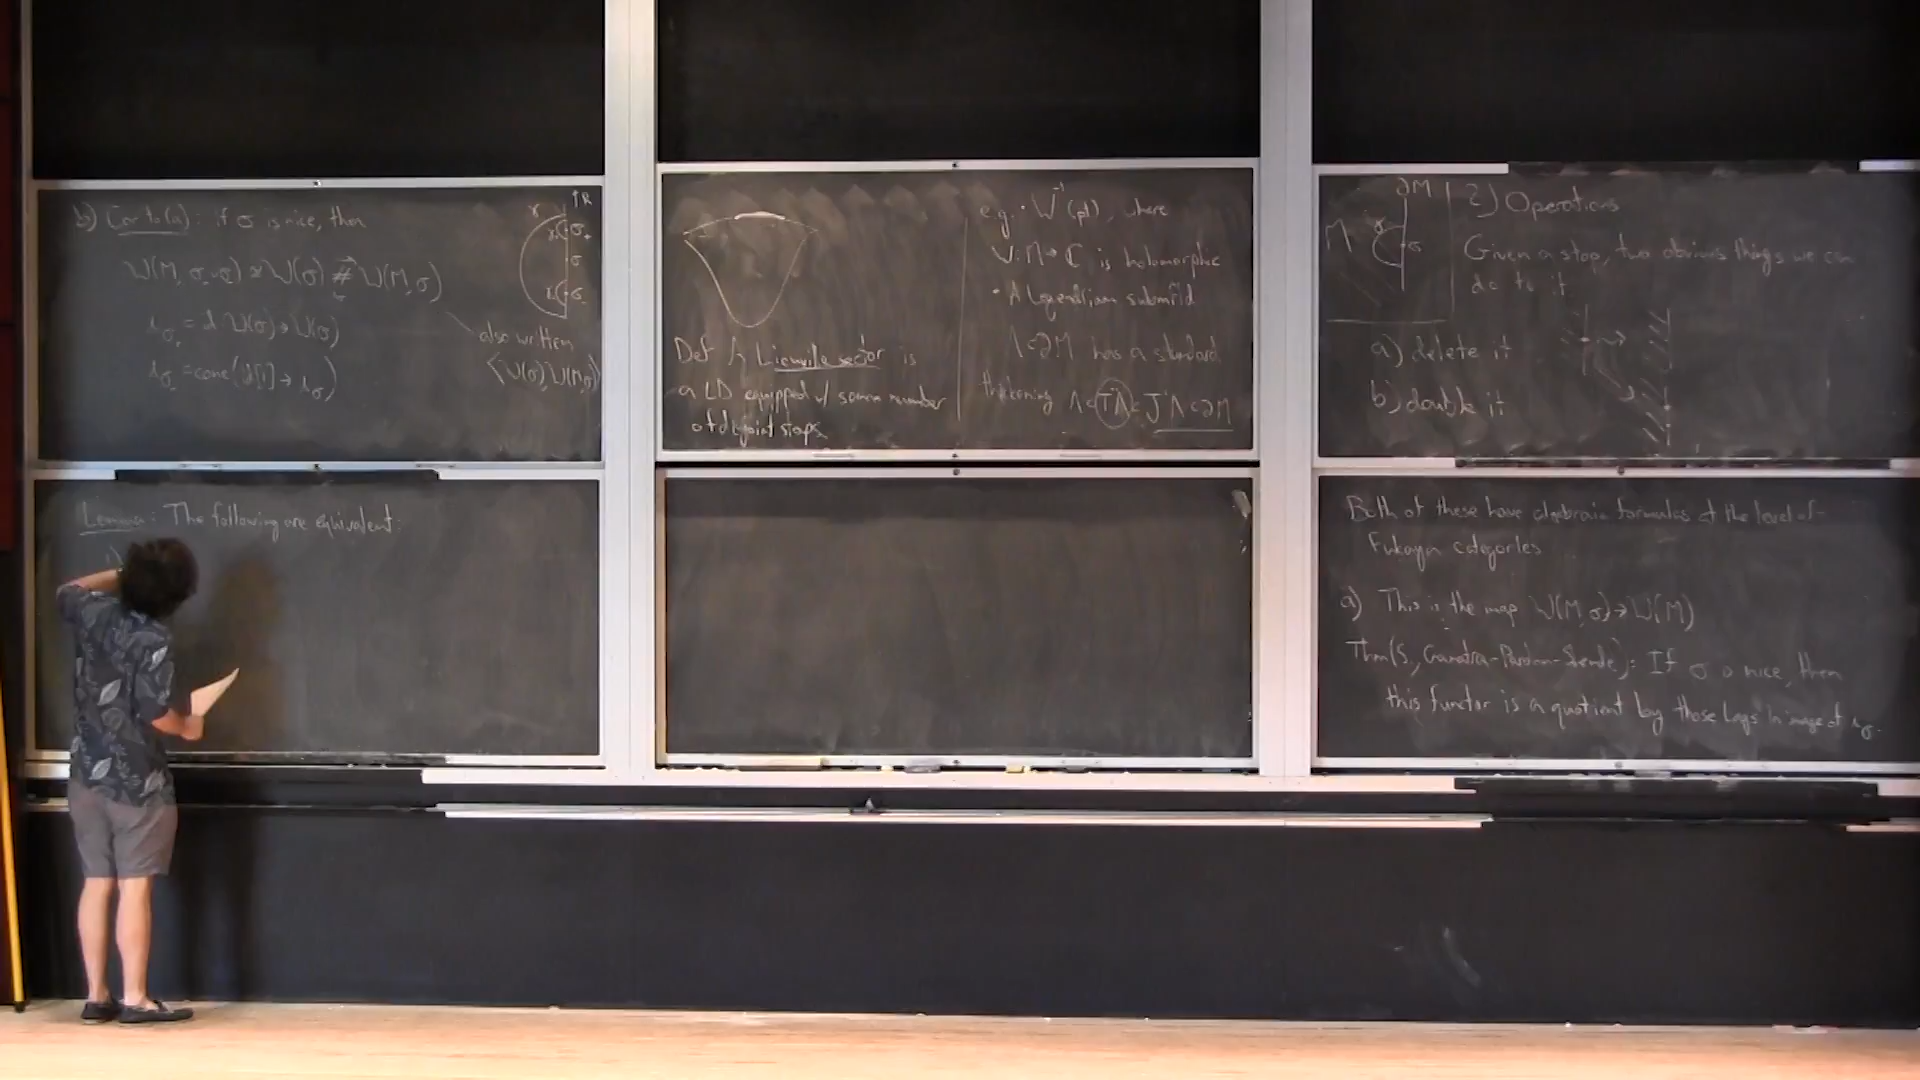 b) Cor to (a): if σ is nice, then
W(M, σ₊∪σ₋) ≅ W(σ) # W(M, σ)
= cone(
also written
⟨W(σ), W(M, σ)⟩
γ
R
σ₊
σ
σ₋
Lemma: The following are equivalent:
1)
Def A Liouville sector is
a LD equipped w/ some number
of disjoint stops
e.g. • W⁻¹(pt), where
W: M → C is holomorphic
• Λ Legendrian submfld
Λ ⊂ ∂M has a standard
thickening Λ ⊂ T*Λ ⊂ J¹Λ ⊂ ∂M
∂M
M
γ
σ
2) Operations
Given a stop, two obvious things we can
do to it
a) delete it
b) double it
Both of these have algebraic formulas at the level of
Fukaya categories
a) This is the map W(M, σ) → W(M)
Thm (S., Ganatra-Pardon-Shende): If σ is nice, then
this functor is a quotient by those Lags in image of